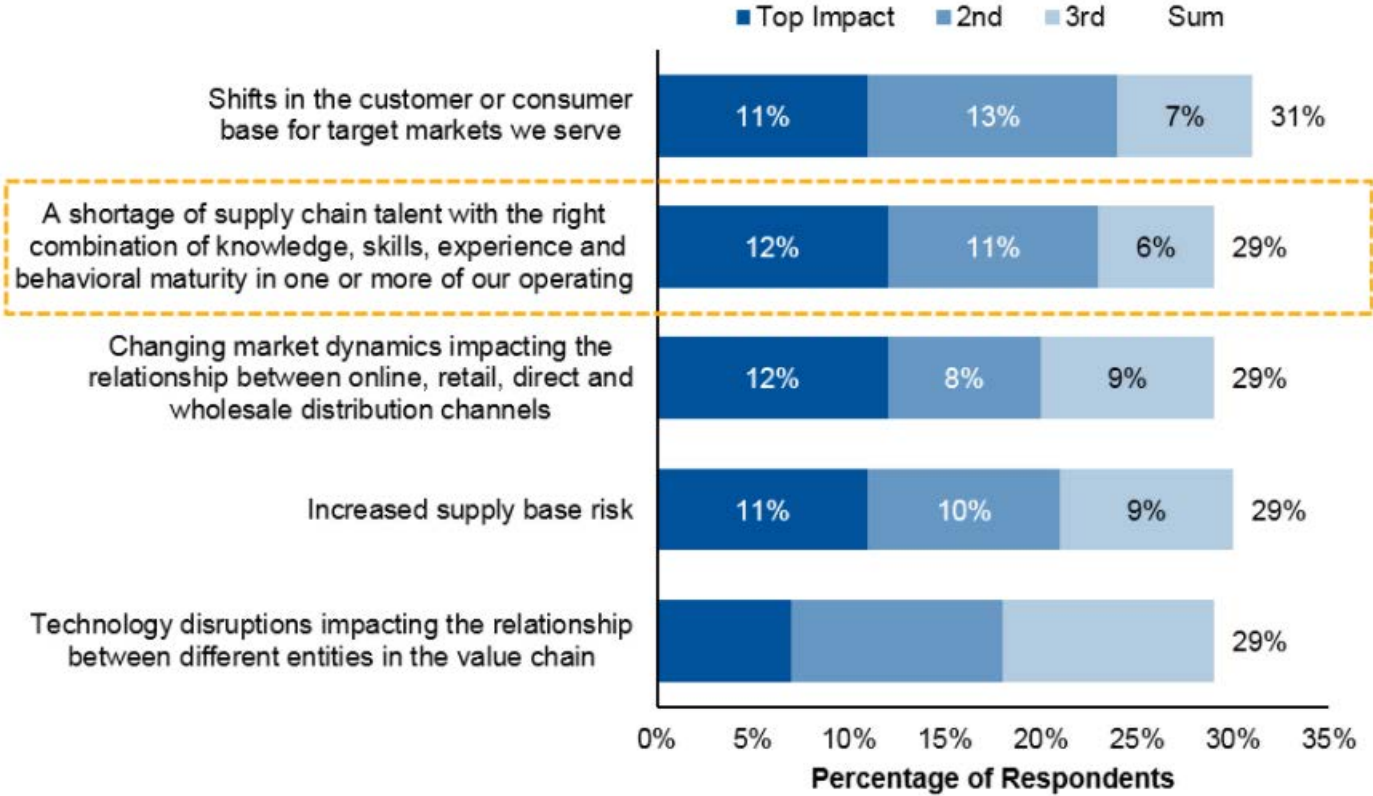 Top Impact 2nd 3rd Sum
Shifts in the customer or consumer
base for target markets we serve
11% 13% 7% 31%
A shortage of supply chain talent with the right
combination of knowledge, skills, experience and
behavioral maturity in one or more of our operating
12% 11% 6% 29%
Changing market dynamics impacting the
relationship between online, retail, direct and
wholesale distribution channels
12% 8% 9% 29%
Increased supply base risk
11% 10% 9% 29%
Technology disruptions impacting the relationship
between different entities in the value chain
29%
0% 5% 10% 15% 20% 25% 30% 35%
Percentage of Respondents